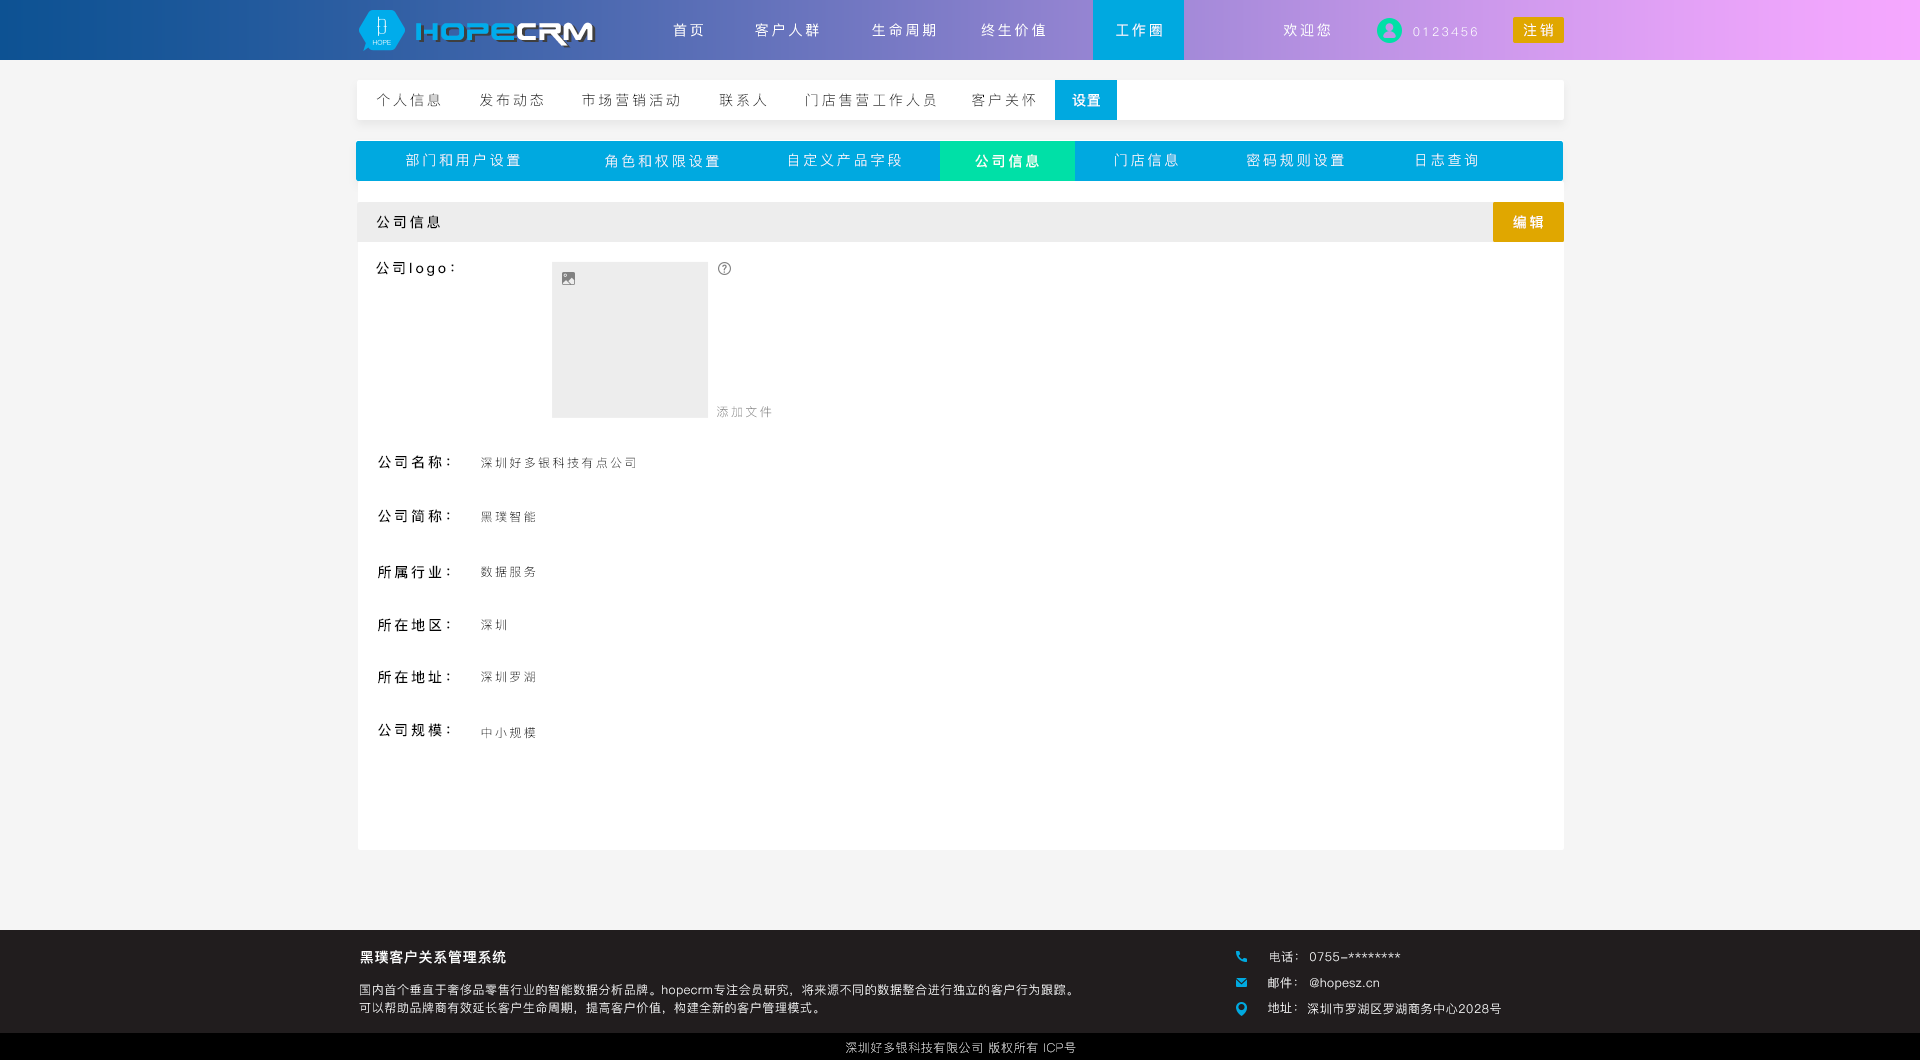 HOPE HOPECRM 首页 客户人群 生命周期 终生价值 工作圈 欢迎您 0123456 注销
个人信息 发布动态 市场营销活动 联系人 门店售营工作人员 客户关怀 设置
部门和用户设置 角色和权限设置 自定义产品字段 公司信息 门店信息 密码规则设置 日志查询
公司信息 编辑
公司logo：
添加文件
公司名称： 深圳好多银科技有点公司
公司简称： 黑璞智能
所属行业： 数据服务
所在地区： 深圳
所在地址： 深圳罗湖
公司规模： 中小规模
黑璞客户关系管理系统
国内首个垂直于奢侈品零售行业的智能数据分析品牌。hopecrm专注会员研究，将来源不同的数据整合进行独立的客户行为跟踪。
可以帮助品牌商有效延长客户生命周期，提高客户价值，构建全新的客户管理模式。
电话： 0755-********
邮件： @hopesz.cn
地址： 深圳市罗湖区罗湖商务中心2028号
深圳好多银科技有限公司 版权所有 ICP号